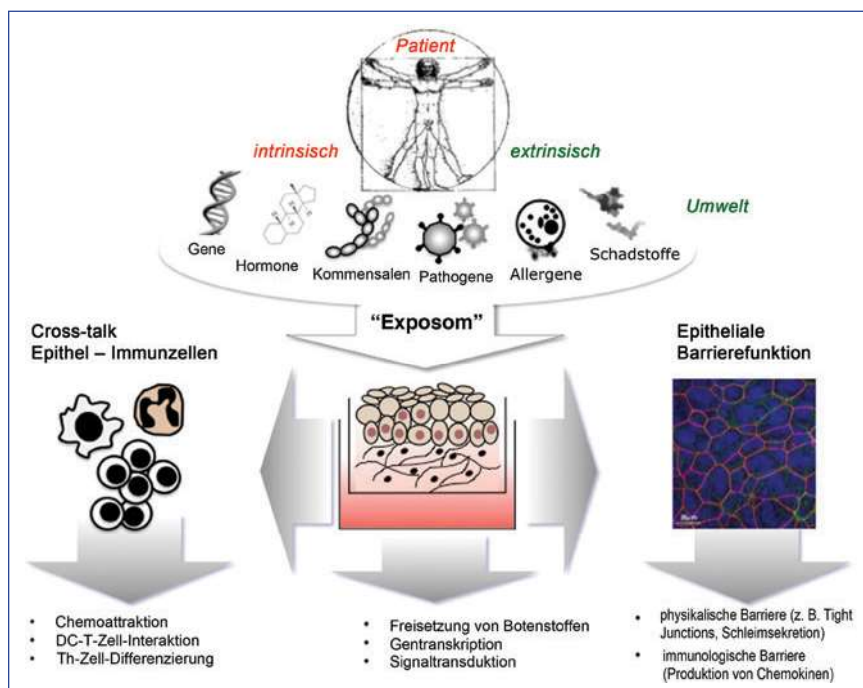 Patient
intrinsisch
extrinsisch
Umwelt
Gene
Hormone
Kommensalen
Pathogene
Allergene
Schadstoffe
"Exposom"
Cross-talk
Epithel – Immunzellen
Epitheliale
Barrierefunktion
• Chemoattraktion
• DC-T-Zell-Interaktion
• Th-Zell-Differenzierung
• Freisetzung von Botenstoffen
• Gentranskription
• Signaltransduktion
• physikalische Barriere (z. B. Tight
Junctions, Schleimsekretion)
• immunologische Barriere
(Produktion von Chemokinen)